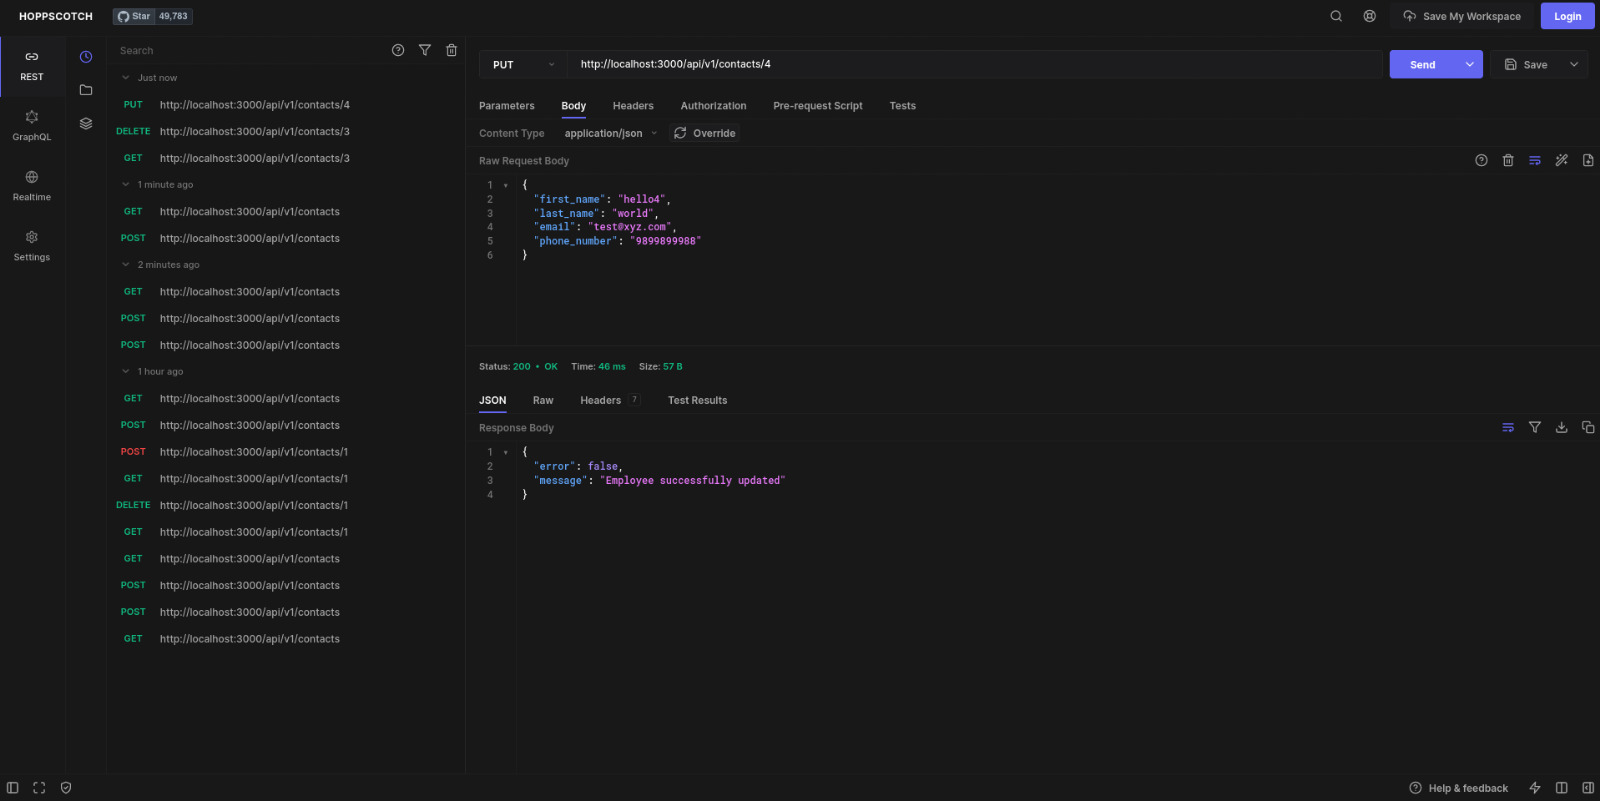 HOPPSCOTCH
Star 49,783
Save My Workspace
Login
REST
GraphQL
Realtime
Settings
Search
Just now
PUT http://localhost:3000/api/v1/contacts/4
DELETE http://localhost:3000/api/v1/contacts/3
GET http://localhost:3000/api/v1/contacts/3
1 minute ago
GET http://localhost:3000/api/v1/contacts
POST http://localhost:3000/api/v1/contacts
2 minutes ago
GET http://localhost:3000/api/v1/contacts
POST http://localhost:3000/api/v1/contacts
POST http://localhost:3000/api/v1/contacts
1 hour ago
GET http://localhost:3000/api/v1/contacts
POST http://localhost:3000/api/v1/contacts
POST http://localhost:3000/api/v1/contacts/1
GET http://localhost:3000/api/v1/contacts/1
DELETE http://localhost:3000/api/v1/contacts/1
GET http://localhost:3000/api/v1/contacts/1
GET http://localhost:3000/api/v1/contacts
POST http://localhost:3000/api/v1/contacts
POST http://localhost:3000/api/v1/contacts
GET http://localhost:3000/api/v1/contacts
PUT http://localhost:3000/api/v1/contacts/4 Send Save
Parameters Body Headers Authorization Pre-request Script Tests
Content Type application/json Override
Raw Request Body
1 {
2 "first_name": "hello4",
3 "last_name": "world",
4 "email": "test@xyz.com",
5 "phone_number": "9899899988"
6 }
Status: 200 • OK Time: 46 ms Size: 57 B
JSON Raw Headers 7 Test Results
Response Body
1 {
2 "error": false,
3 "message": "Employee successfully updated"
4 }
Help & feedback